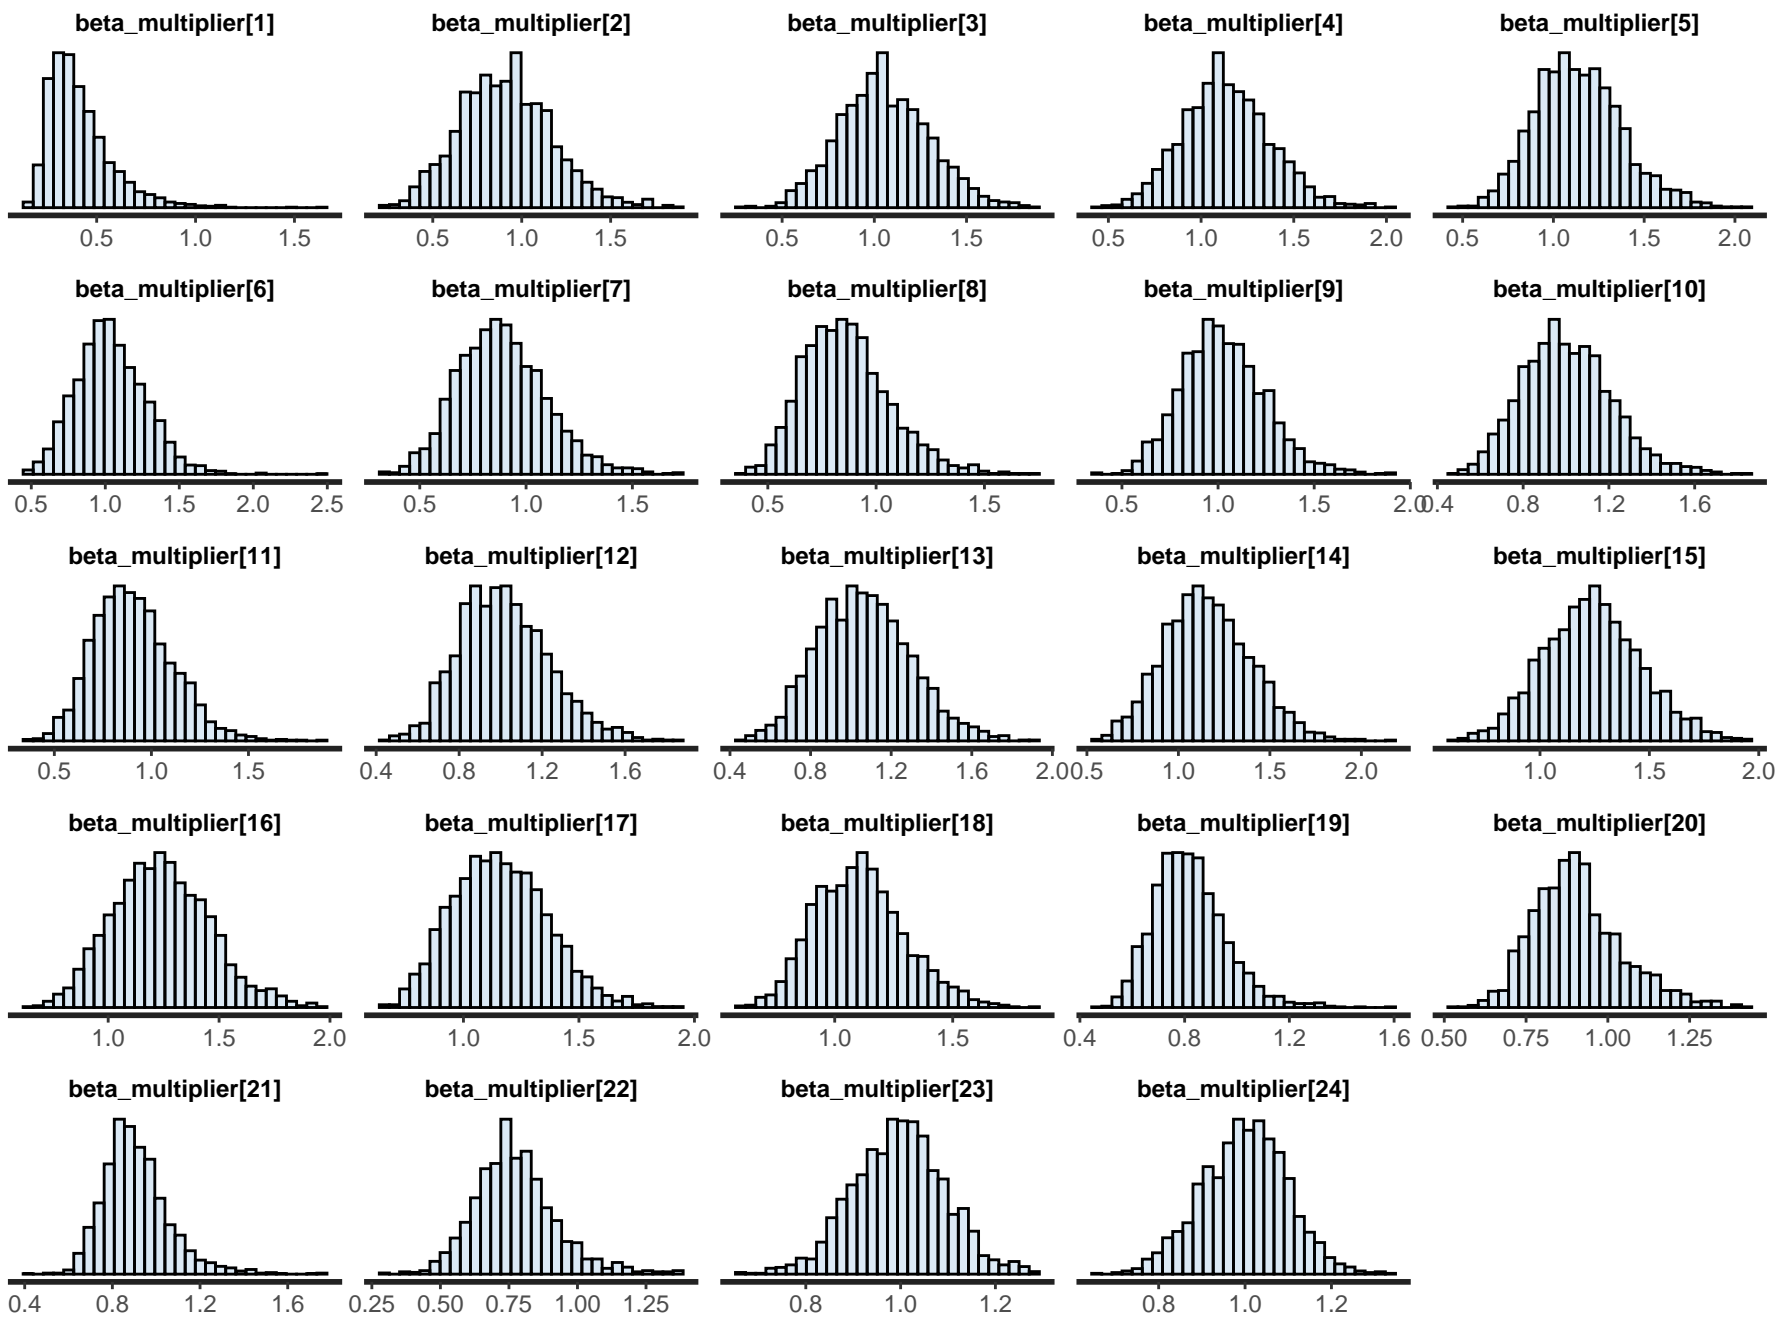 beta_multiplier[1] beta_multiplier[2] beta_multiplier[3] beta_multiplier[4] beta_multiplier[5]
0.5 1.0 1.5 0.5 1.0 1.5 0.5 1.0 1.5 0.5 1.0 1.5 2.0 0.5 1.0 1.5 2.0
beta_multiplier[6] beta_multiplier[7] beta_multiplier[8] beta_multiplier[9] beta_multiplier[10]
0.5 1.0 1.5 2.0 2.5 0.5 1.0 1.5 0.5 1.0 1.5 0.5 1.0 1.5 2.0 0.4 0.8 1.2 1.6
beta_multiplier[11] beta_multiplier[12] beta_multiplier[13] beta_multiplier[14] beta_multiplier[15]
0.5 1.0 1.5 0.4 0.8 1.2 1.6 0.4 0.8 1.2 1.6 2.0 0.5 1.0 1.5 2.0 1.0 1.5 2.0
beta_multiplier[16] beta_multiplier[17] beta_multiplier[18] beta_multiplier[19] beta_multiplier[20]
1.0 1.5 2.0 1.0 1.5 2.0 1.0 1.5 0.4 0.8 1.2 1.6 0.50 0.75 1.00 1.25
beta_multiplier[21] beta_multiplier[22] beta_multiplier[23] beta_multiplier[24]
0.4 0.8 1.2 1.6 0.25 0.50 0.75 1.00 1.25 0.8 1.0 1.2 0.8 1.0 1.2